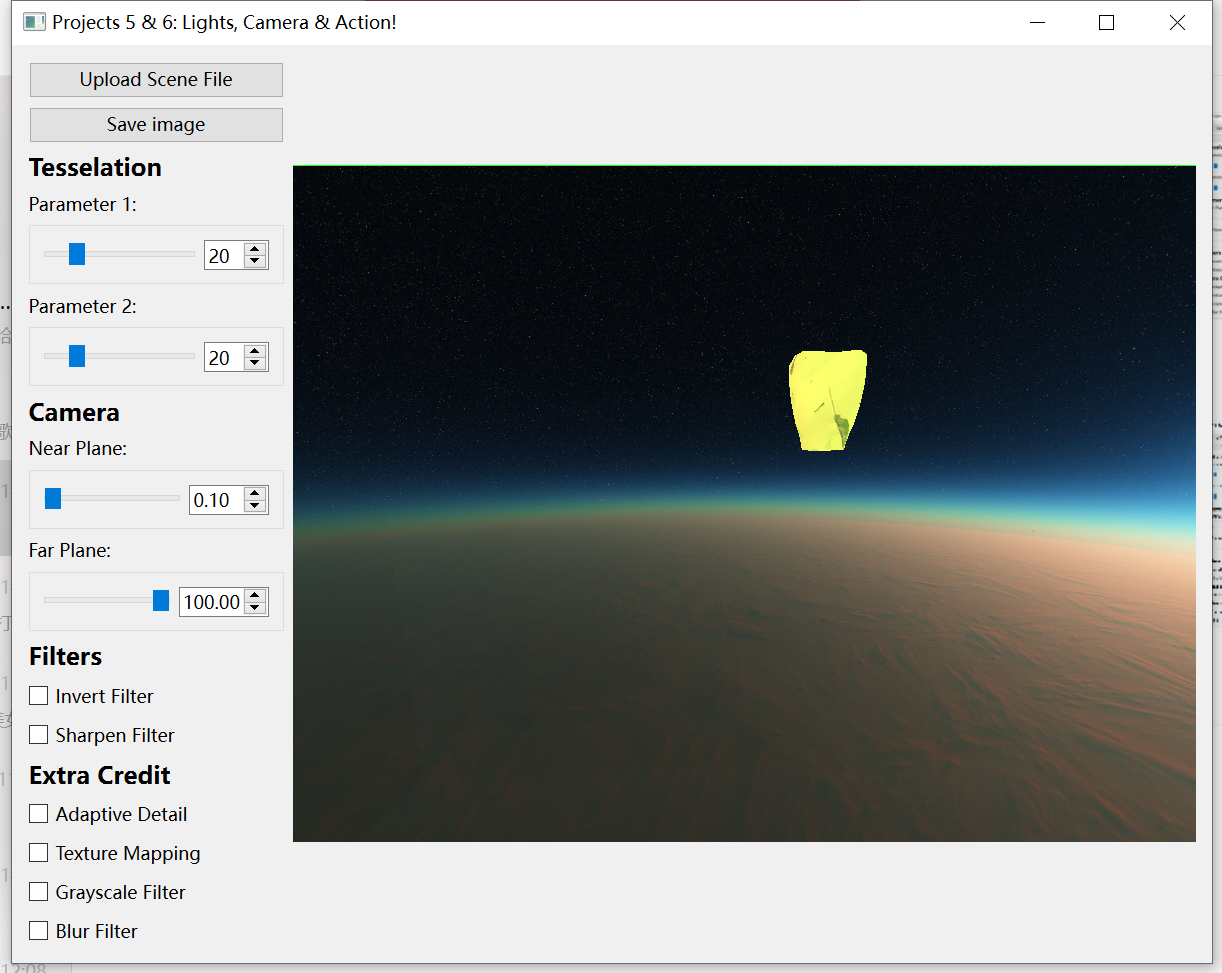 Projects 5 & 6: Lights, Camera & Action!
Upload Scene File
Save image
Tesselation
Parameter 1:
20
Parameter 2:
20
Camera
Near Plane:
0.10
Far Plane:
100.00
Filters
Invert Filter
Sharpen Filter
Extra Credit
Adaptive Detail
Texture Mapping
Grayscale Filter
Blur Filter
12:08